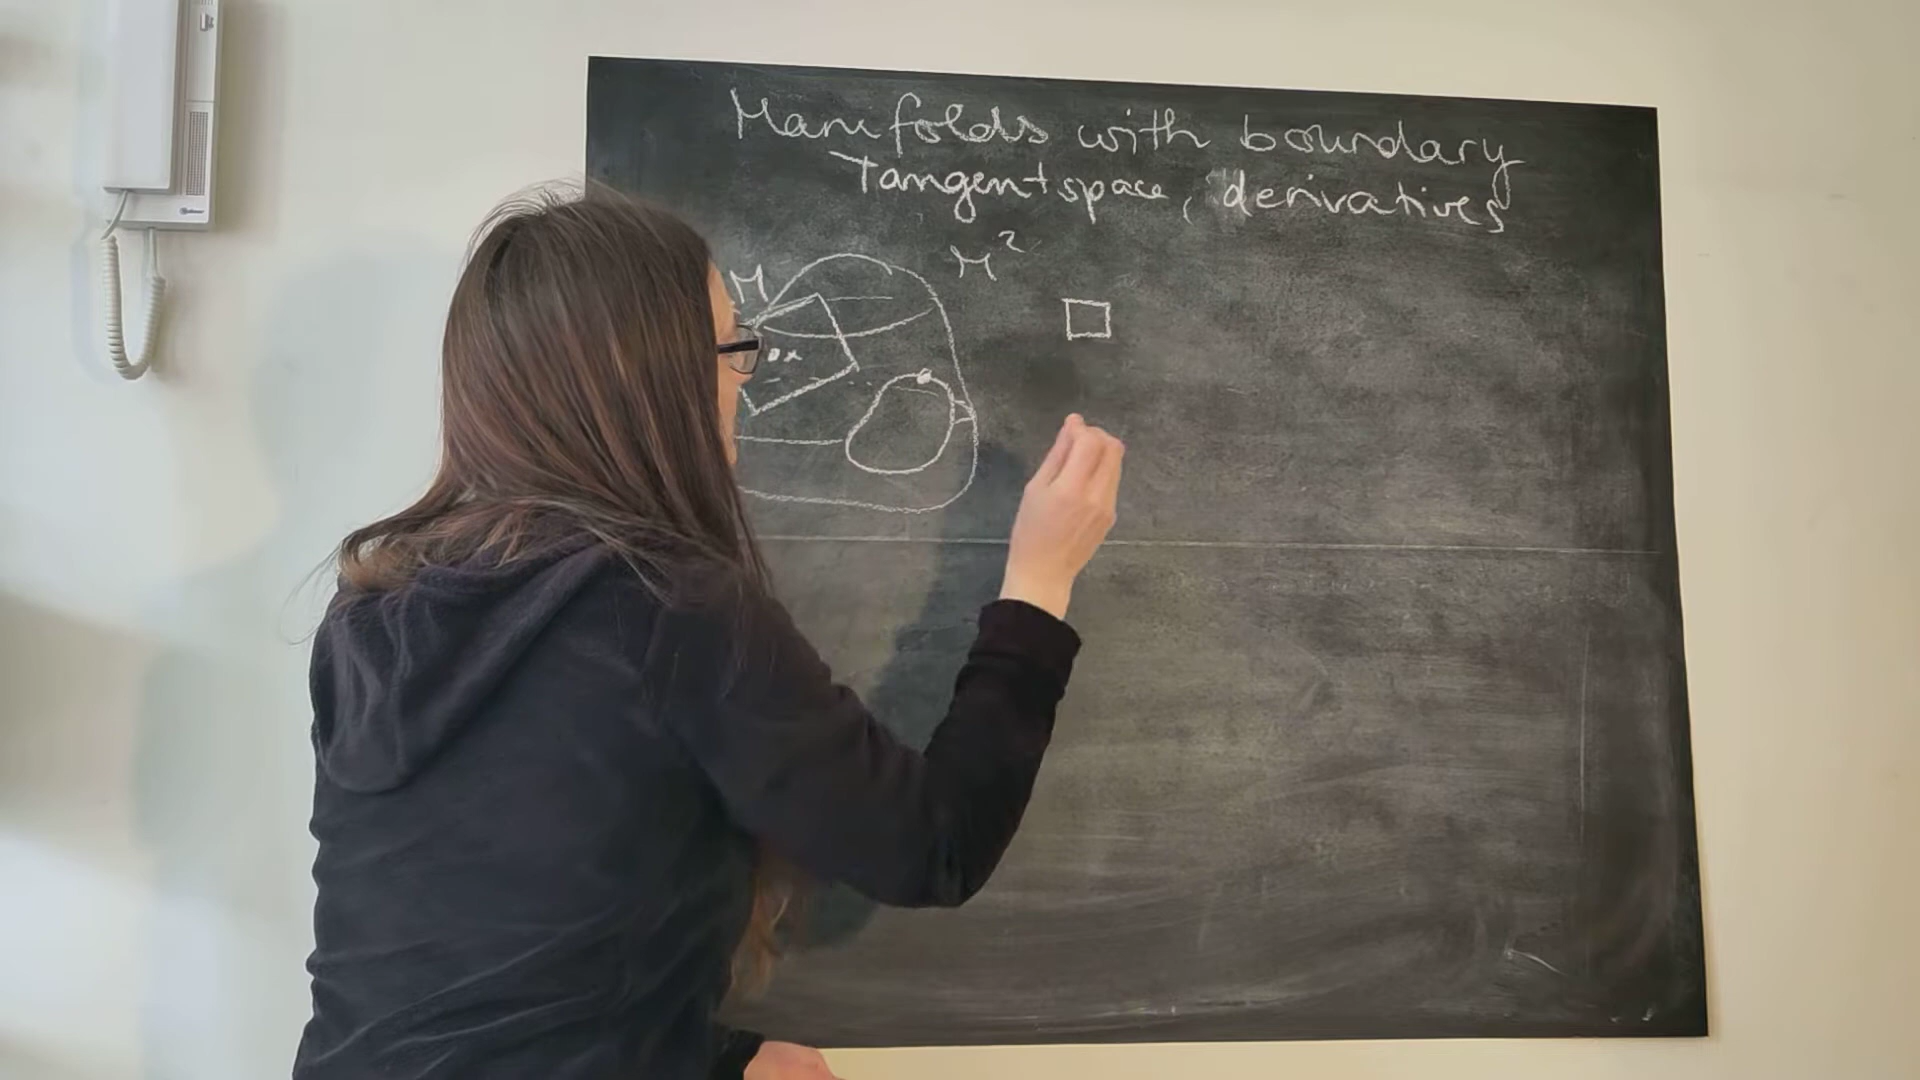 Manifolds with boundary
Tangent space, derivatives
M²
M
x